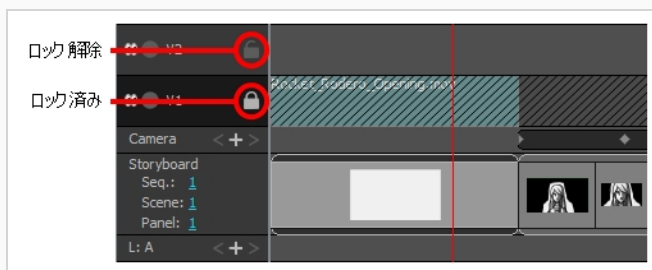 ロック解除
V2
ロック済み
V1
Rocket_Rodero_Opening.mov
Camera < + >
Storyboard
Seq.: 1
Scene: 1
Panel: 1
L: A < + >